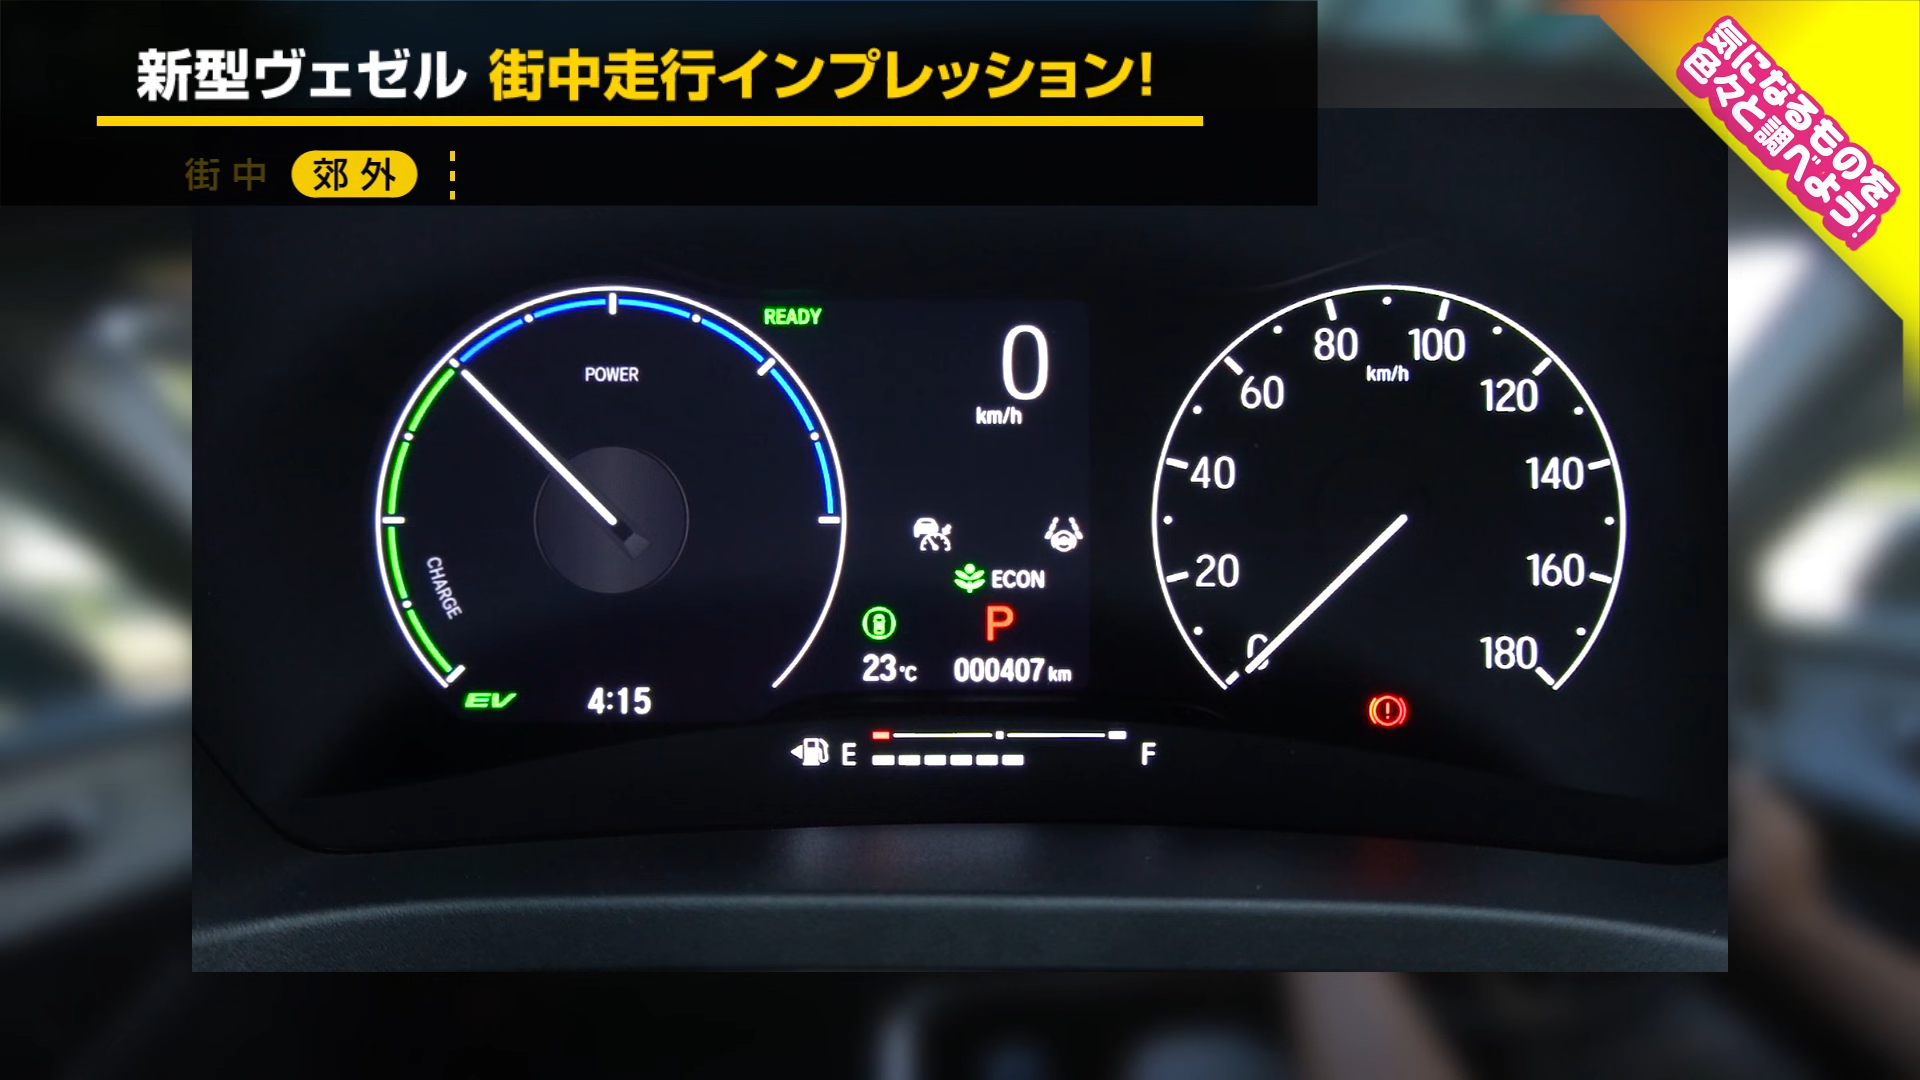 新型ヴェゼル 街中走行インプレッション!
街中 郊外
気になるものを
色々と調べよう!
READY
POWER
0
km/h
CHARGE
EV
4:15
ECON
P
23℃
000407km
E
F
0
20
40
60
80
100
120
140
160
180
km/h